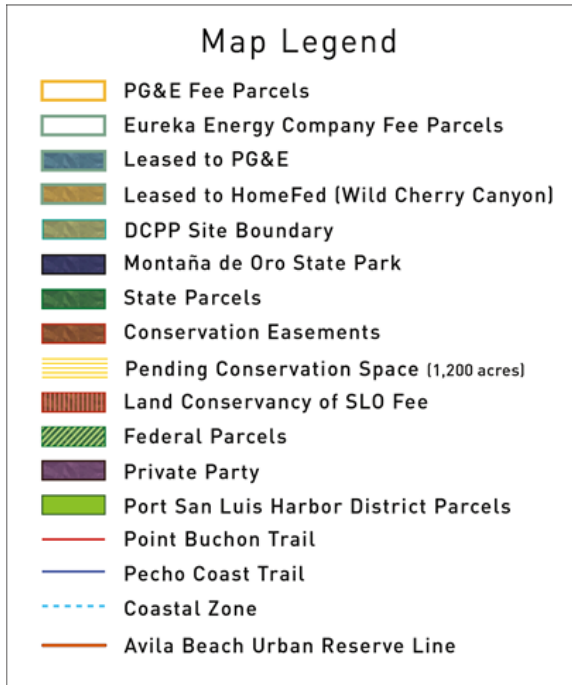 Map Legend
PG&E Fee Parcels
Eureka Energy Company Fee Parcels
Leased to PG&E
Leased to HomeFed (Wild Cherry Canyon)
DCPP Site Boundary
Montaña de Oro State Park
State Parcels
Conservation Easements
Pending Conservation Space (1,200 acres)
Land Conservancy of SLO Fee
Federal Parcels
Private Party
Port San Luis Harbor District Parcels
Point Buchon Trail
Pecho Coast Trail
Coastal Zone
Avila Beach Urban Reserve Line